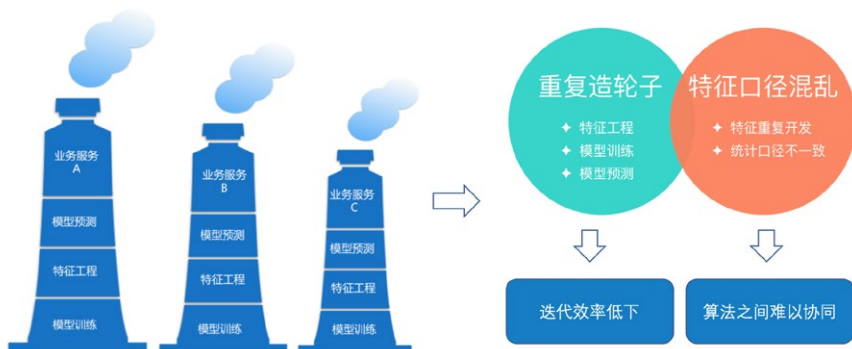 业务服务
A
模型预测
特征工程
模型训练
业务服务
B
模型预测
特征工程
模型训练
业务服务
C
模型预测
特征工程
模型训练
重复造轮子
✦ 特征工程
✦ 模型训练
✦ 模型预测
特征口径混乱
✦ 特征重复开发
✦ 统计口径不一致
迭代效率低下
算法之间难以协同